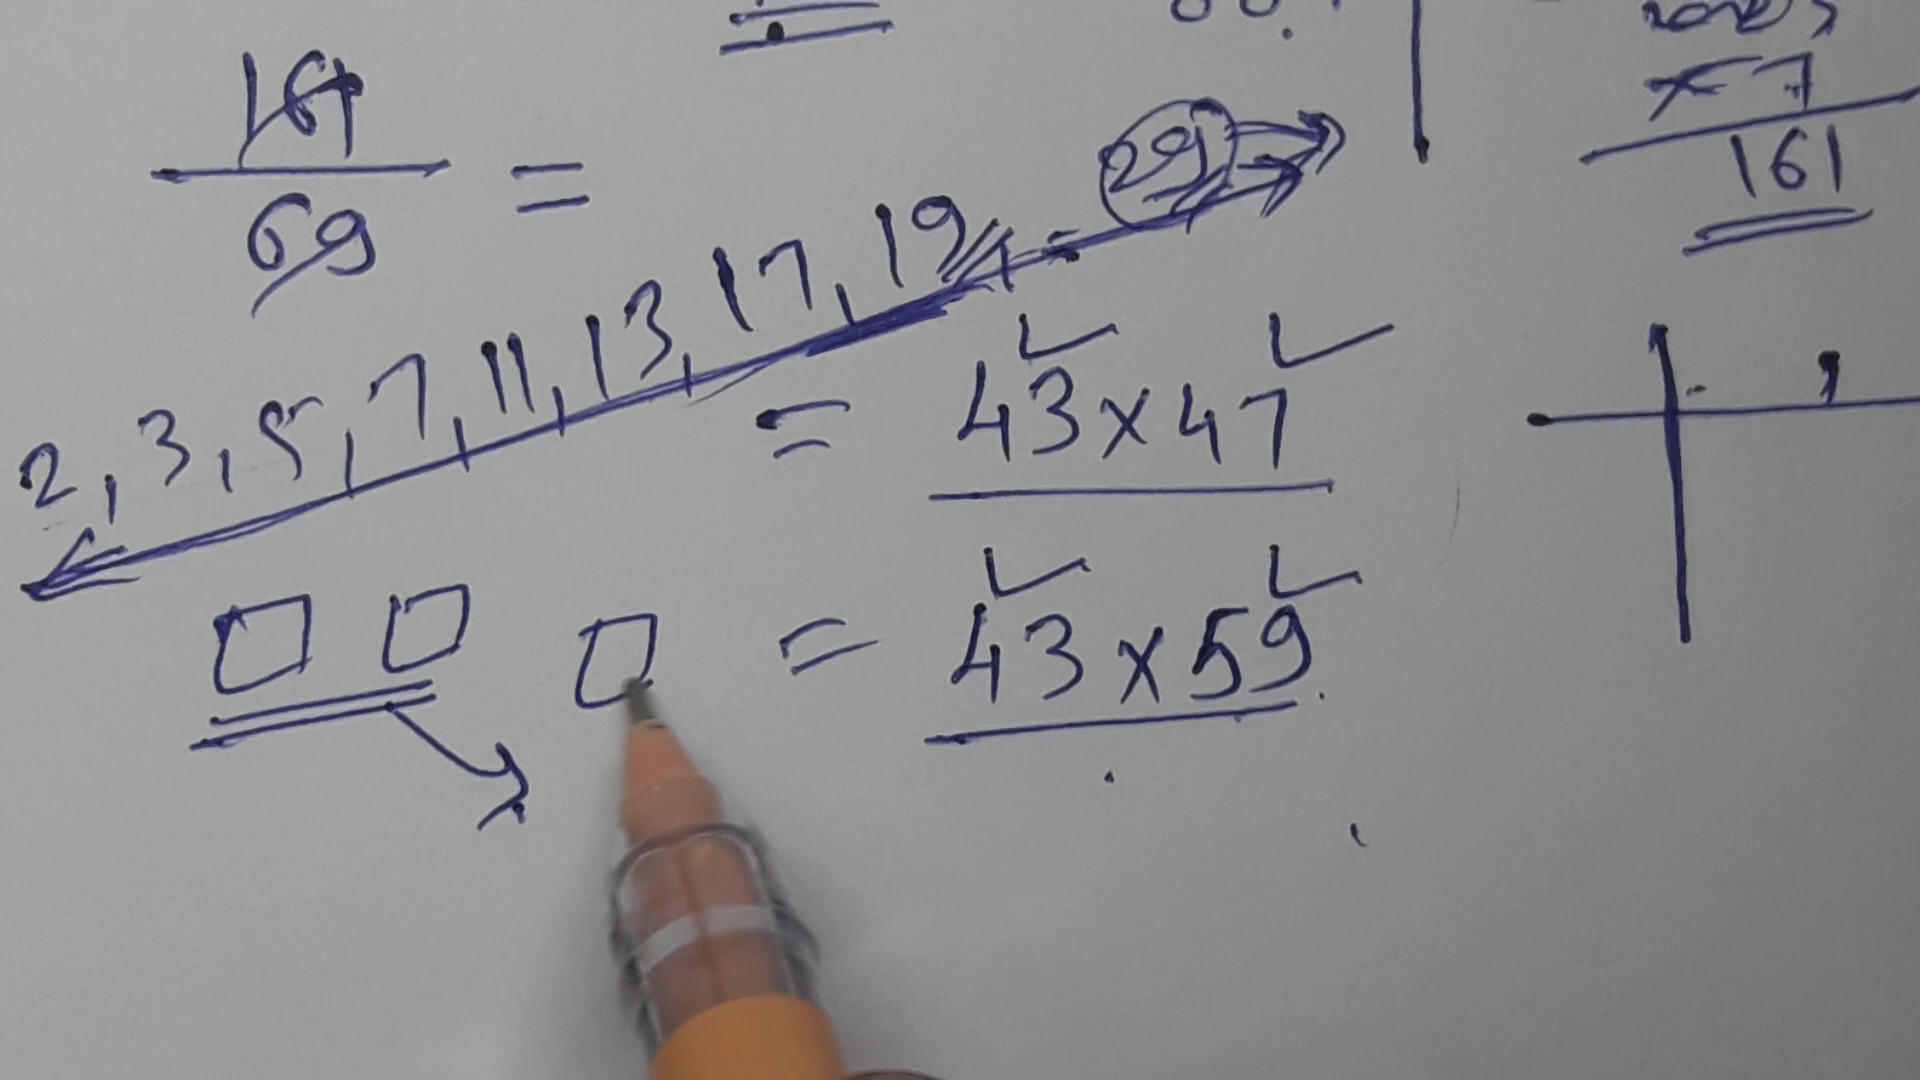 161
69 =
× 7
161
2, 3, 5, 7, 11, 13, 17, 19, - 29
= 43 × 47
□ □ □ = 43 × 59